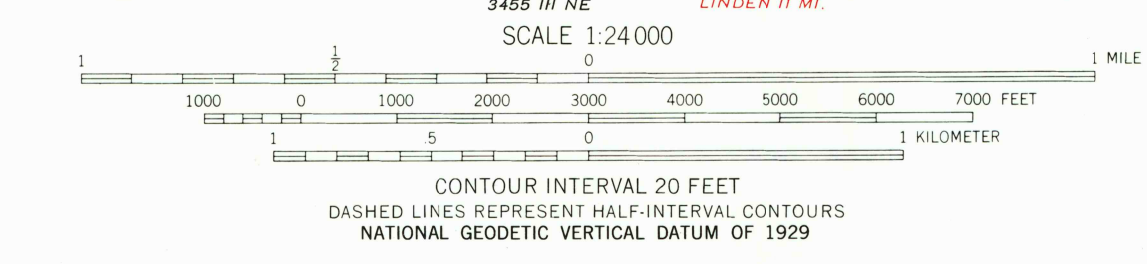 3455 III NE LINDEN 11 MI.
SCALE 1:24 000
1 1/2 0 1 MILE
1000 0 1000 2000 3000 4000 5000 6000 7000 FEET
1 .5 0 1 KILOMETER
CONTOUR INTERVAL 20 FEET
DASHED LINES REPRESENT HALF-INTERVAL CONTOURS
NATIONAL GEODETIC VERTICAL DATUM OF 1929